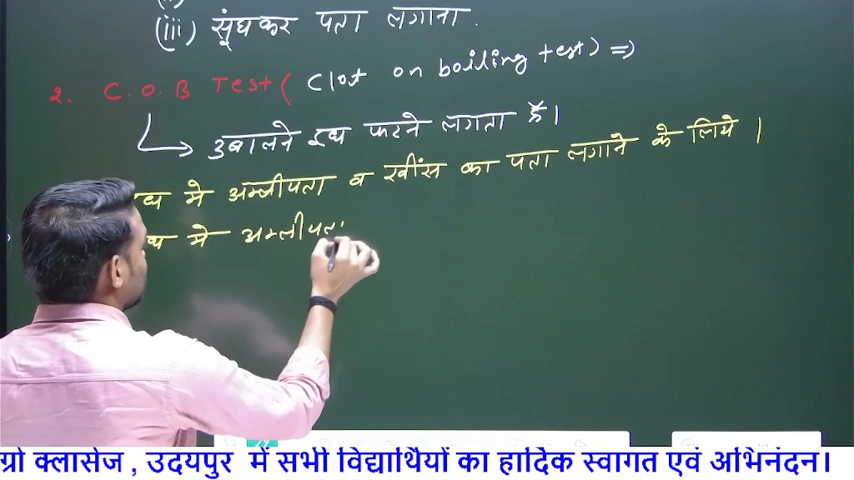 (iii) सूंघकर पता लगाना.
2. C.O.B Test ( Clot on boiling test) =>
उबालने दूध फटने लगता है।
में अम्लीयता व खींस का पता लगाने के लिये ।
में अम्लीयता
ग्रो क्लासेज , उदयपुर में सभी विद्यार्थियों का हार्दिक स्वागत एवं अभिनंदन।